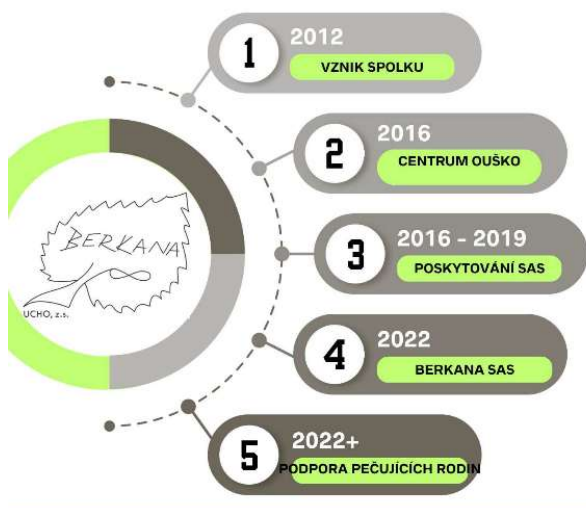 1
2012
VZNIK SPOLKU
2
2016
CENTRUM OUŠKO
3
2016 - 2019
POSKYTOVÁNÍ SAS
4
2022
BERKANA SAS
5
2022+
PODPORA PEČUJÍCÍCH RODIN
BERKANA
UCHO, z.s.